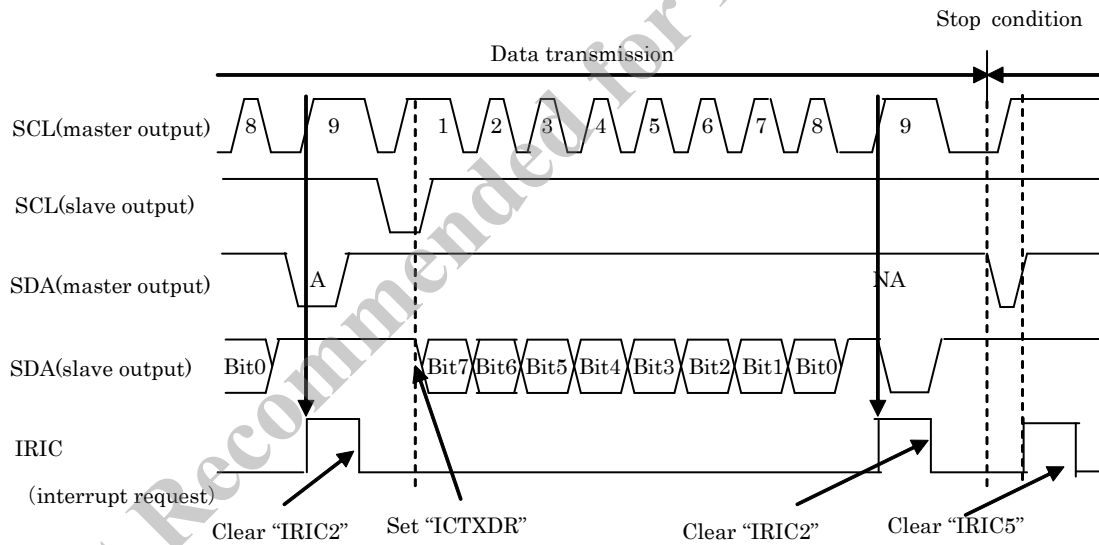 Stop condition
Data transmission
SCL(master output) 8 9 1 2 3 4 5 6 7 8 9
SCL(slave output)
SDA(master output) A NA
SDA(slave output) Bit0 Bit7 Bit6 Bit5 Bit4 Bit3 Bit2 Bit1 Bit0
IRIC
(interrupt request)
Clear “IRIC2” Set “ICTXDR” Clear “IRIC2” Clear “IRIC5”
Recommended for